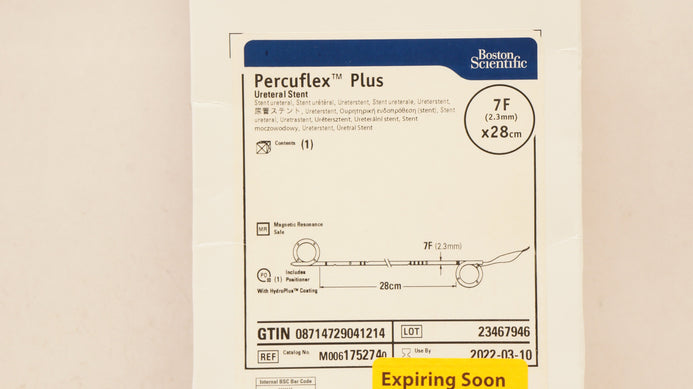 Boston
Scientific
Percuflex™ Plus
Ureteral Stent
Stent ureteral, Stent urétéral, Ureterstent, Stent ureterale, Ureterstent,
尿管ステント, Ureterstent, Ουρητηρική ενδοπρόθεση (stent), Stent
ureteral, Uretrastent, Urétersztent, Ureterální stent, Stent
moczowodowy, Ureterstent, Üretral Stent
7F
(2.3mm)
x28cm
Contents (1)
MR
Magnetic Resonance
Safe
7F (2.3mm)
(1) Includes
Positioner
With HydroPlus™ Coating
28cm
GTIN 08714729041214
LOT 23467946
REF Catalog No. M0061752740
Use By 2022-03-10
Internal BSC Bar Code
Expiring Soon